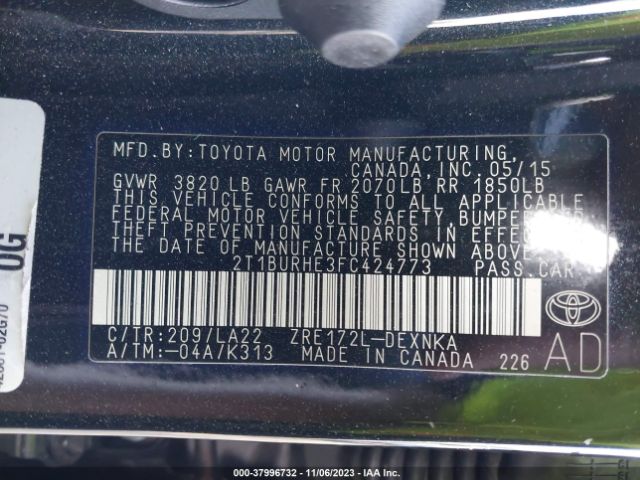 MFD.BY:TOYOTA MOTOR MANUFACTURING,
CANADA, INC. 05/15
GVWR 3820 LB GAWR FR 2070LB RR 1850LB
THIS VEHICLE CONFORMS TO ALL APPLICABLE
FEDERAL MOTOR VEHICLE SAFETY, BUMPER,
THEFT PREVENTION STANDARDS IN EFFECT
THE DATE OF MANUFACTURE SHOWN ABOVE.
2T1BURHE3FC424773 PASS.CAR
C/TR:209/LA22 ZRE172L-DEXNKA
A/TM:-04A/K313 MADE IN CANADA 226
AD
0G
000-37996732 - 11/06/2023 - IAA Inc.